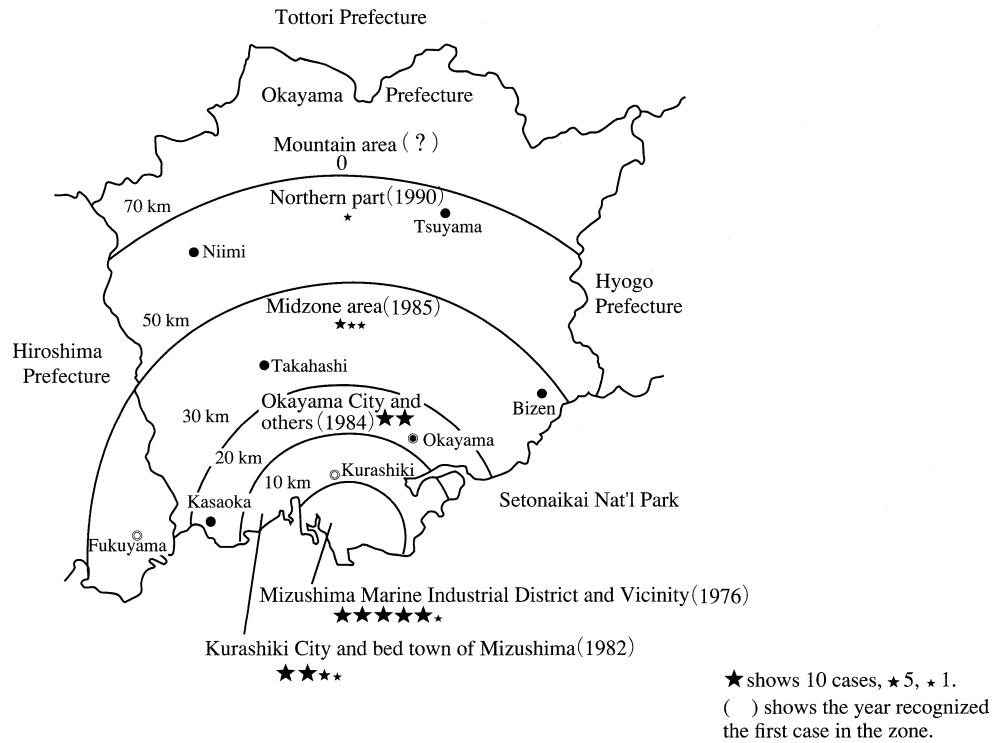 Tottori Prefecture
Okayama Prefecture
Mountain area (?)
0
70 km
Northern part(1990)
★
Tsuyama
Niimi
Hyogo
Prefecture
Midzone area(1985)
★★★
50 km
Hiroshima
Prefecture
Takahashi
Bizen
Okayama City and
others (1984)★★
30 km
Okayama
20 km
Kurashiki
10 km
Kasaoka
Setonaikai Nat'l Park
Fukuyama
Mizushima Marine Industrial District and Vicinity(1976)
★★★★★★
Kurashiki City and bed town of Mizushima(1982)
★★★★
★shows 10 cases, ★5, ★1.
( ) shows the year recognized
the first case in the zone.